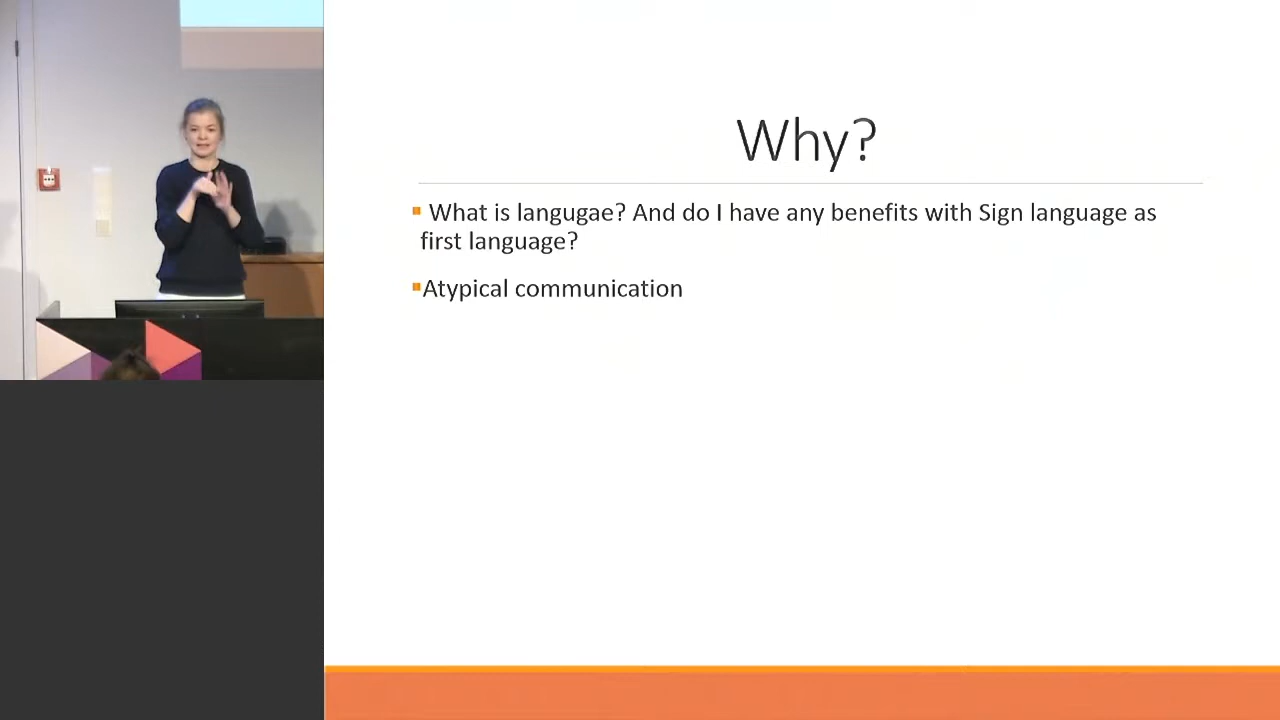 Why?
What is langugae? And do I have any benefits with Sign language as
first language?
Atypical communication